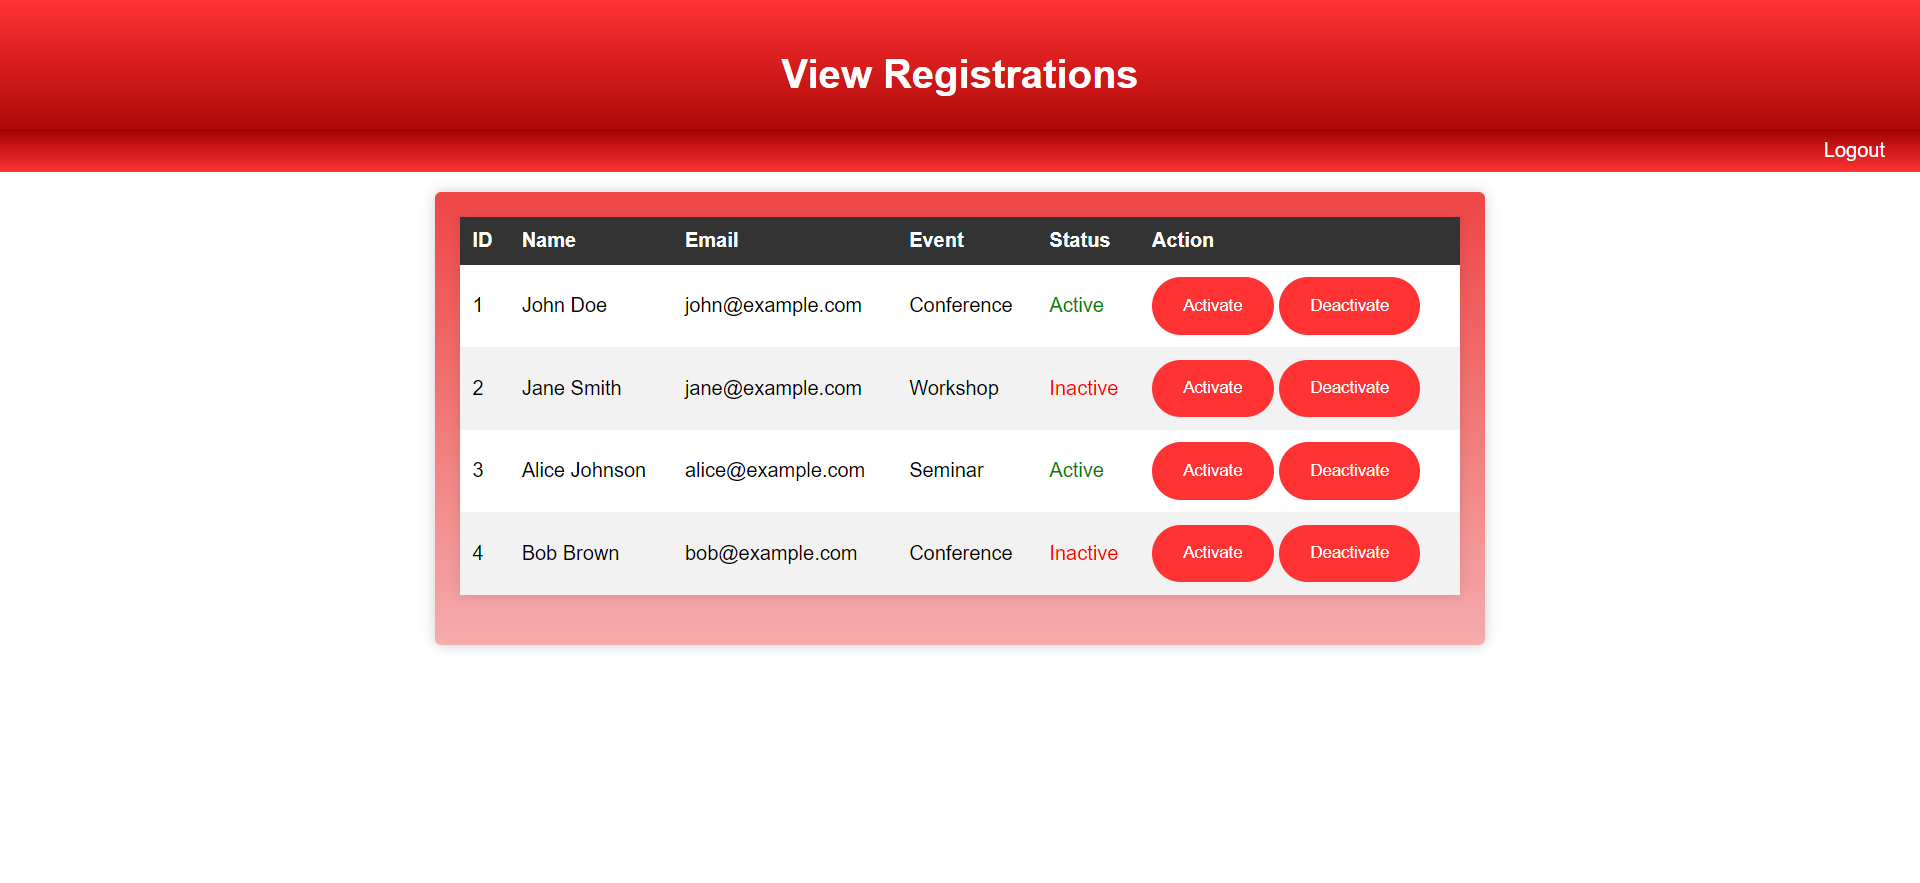 View Registrations
Logout
ID Name Email Event Status Action
1 John Doe john@example.com Conference Active Activate Deactivate
2 Jane Smith jane@example.com Workshop Inactive Activate Deactivate
3 Alice Johnson alice@example.com Seminar Active Activate Deactivate
4 Bob Brown bob@example.com Conference Inactive Activate Deactivate